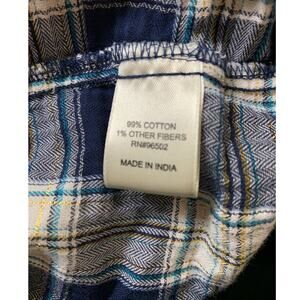 99% COTTON
1% OTHER FIBERS
RN#96502
MADE IN INDIA